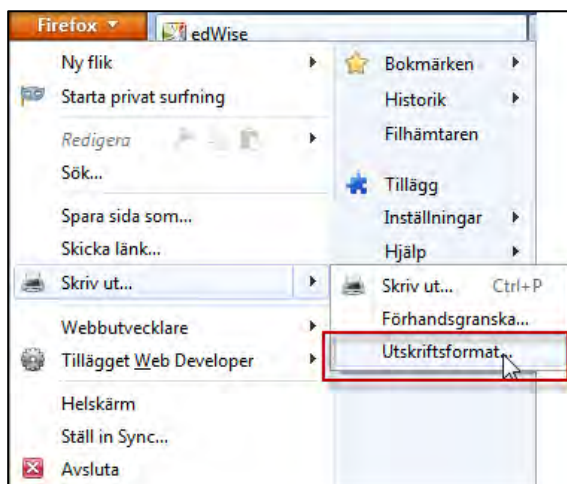 Firefox
edWise
Ny flik
Starta privat surfning
Redigera
Sök...
Spara sida som...
Skicka länk...
Skriv ut...
Webbutvecklare
Tillägget Web Developer
Helskärm
Ställ in Sync...
Avsluta
Bokmärken
Historik
Filhämtaren
Tillägg
Inställningar
Hjälp
Skriv ut... Ctrl+P
Förhandsgranska...
Utskriftsformat...